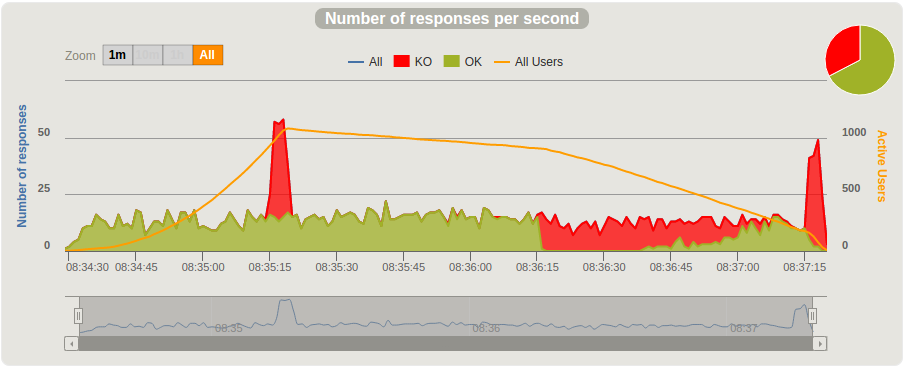 Number of responses per second
Zoom 1m 10m 1h All
All KO OK All Users
Number of responses
50
25
0
1000
500
0
Active Users
08:34:30 08:34:45 08:35:00 08:35:15 08:35:30 08:35:45 08:36:00 08:36:15 08:36:30 08:36:45 08:37:00 08:37:15
08:35 08:36 08:37